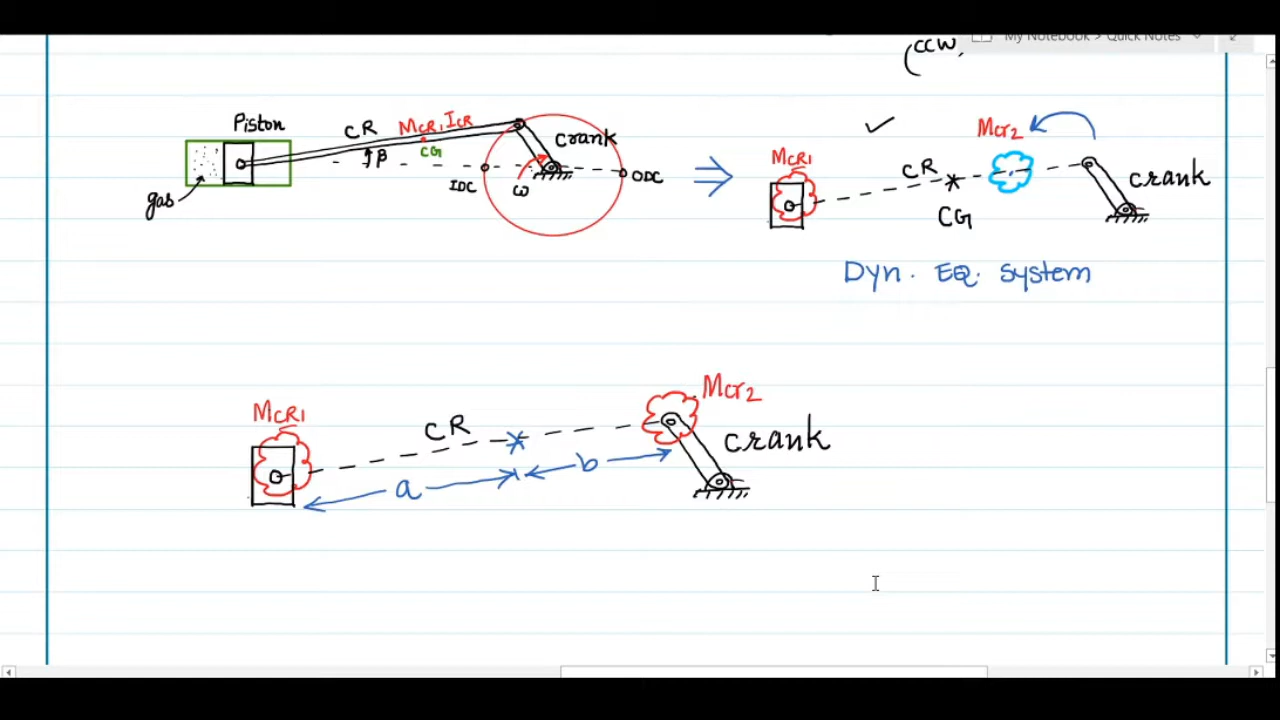 My Notebook > Quick Notes
(CCW,
Piston
CR
MCR, ICR
CG
β
crank
gas
IDC
ω
ODC
⇒
✓
MCR1
Mcr2
CR
CG
crank
Dyn. EQ. System
MCR1
CR
Mcr2
crank
a
b